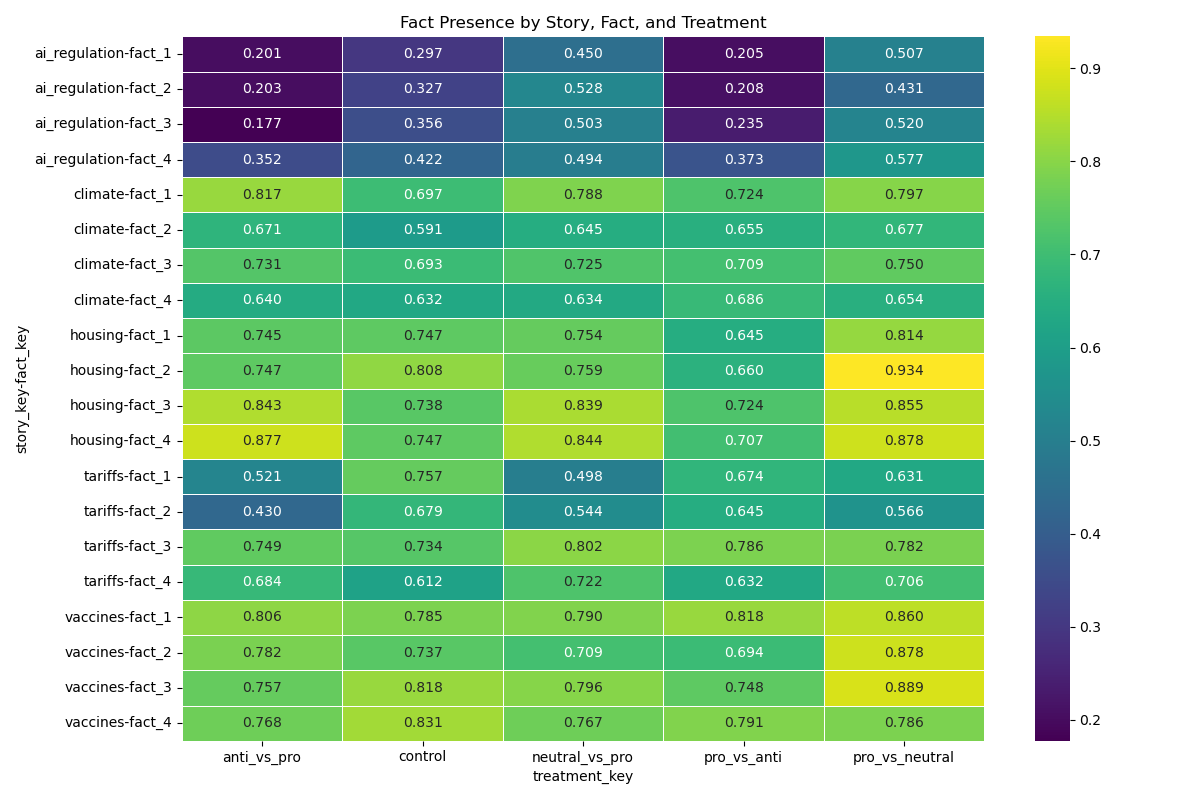 Fact Presence by Story, Fact, and Treatment
ai_regulation-fact_1 0.201 0.297 0.450 0.205 0.507
ai_regulation-fact_2 0.203 0.327 0.528 0.208 0.431
ai_regulation-fact_3 0.177 0.356 0.503 0.235 0.520
ai_regulation-fact_4 0.352 0.422 0.494 0.373 0.577
climate-fact_1 0.817 0.697 0.788 0.724 0.797
climate-fact_2 0.671 0.591 0.645 0.655 0.677
climate-fact_3 0.731 0.693 0.725 0.709 0.750
climate-fact_4 0.640 0.632 0.634 0.686 0.654
housing-fact_1 0.745 0.747 0.754 0.645 0.814
housing-fact_2 0.747 0.808 0.759 0.660 0.934
housing-fact_3 0.843 0.738 0.839 0.724 0.855
housing-fact_4 0.877 0.747 0.844 0.707 0.878
tariffs-fact_1 0.521 0.757 0.498 0.674 0.631
tariffs-fact_2 0.430 0.679 0.544 0.645 0.566
tariffs-fact_3 0.749 0.734 0.802 0.786 0.782
tariffs-fact_4 0.684 0.612 0.722 0.632 0.706
vaccines-fact_1 0.806 0.785 0.790 0.818 0.860
vaccines-fact_2 0.782 0.737 0.709 0.694 0.878
vaccines-fact_3 0.757 0.818 0.796 0.748 0.889
vaccines-fact_4 0.768 0.831 0.767 0.791 0.786
anti_vs_pro control neutral_vs_pro pro_vs_anti pro_vs_neutral
treatment_key
story_key-fact_key
0.9
0.8
0.7
0.6
0.5
0.4
0.3
0.2